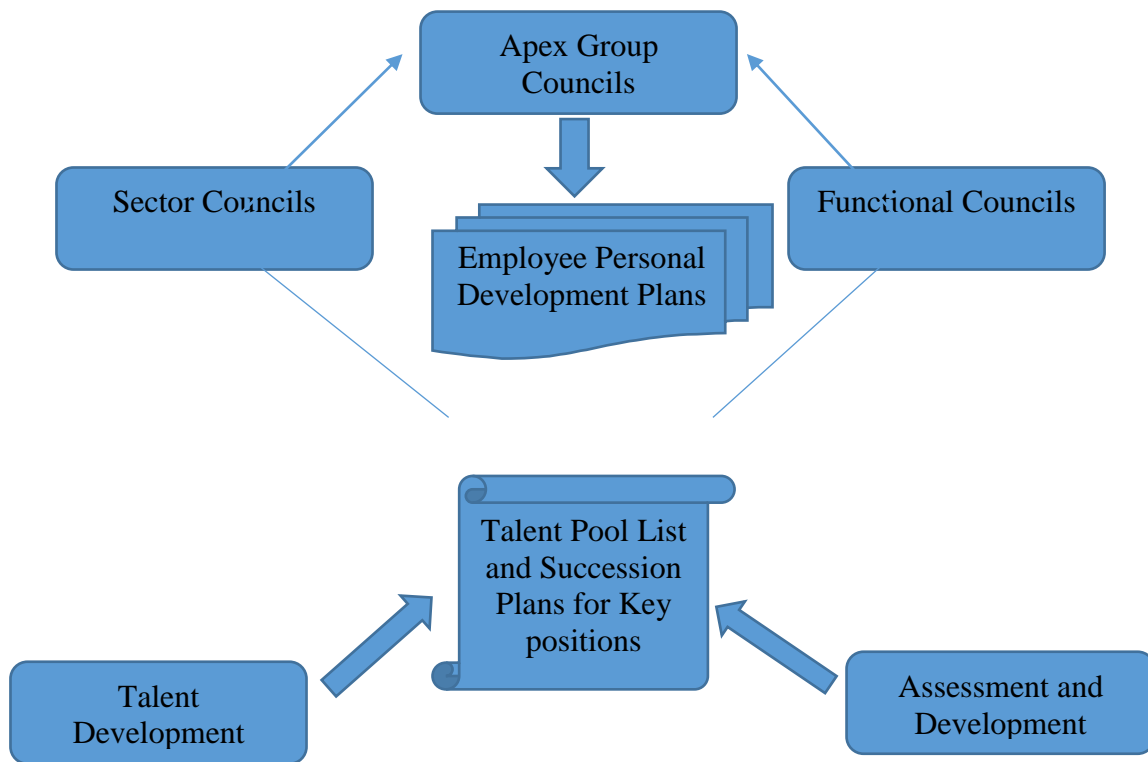 Apex Group
Councils
Sector Councils
Functional Councils
Employee Personal
Development Plans
Talent Pool List
and Succession
Plans for Key
positions
Talent
Development
Assessment and
Development